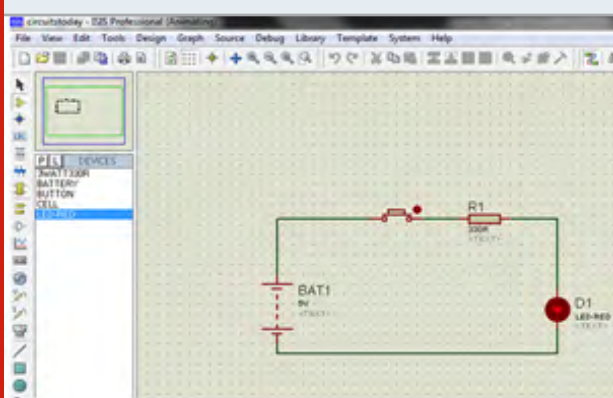 circuitstoday - ISIS Professional (Animating)
File View Edit Tools Design Graph Source Debug Library Template System Help
P L DEVICES
3WATT330R
BATTERY
BUTTON
CELL
LED-RED
R1
330R
<TEXT>
BAT1
9V
<TEXT>
D1
LED-RED
<TEXT>